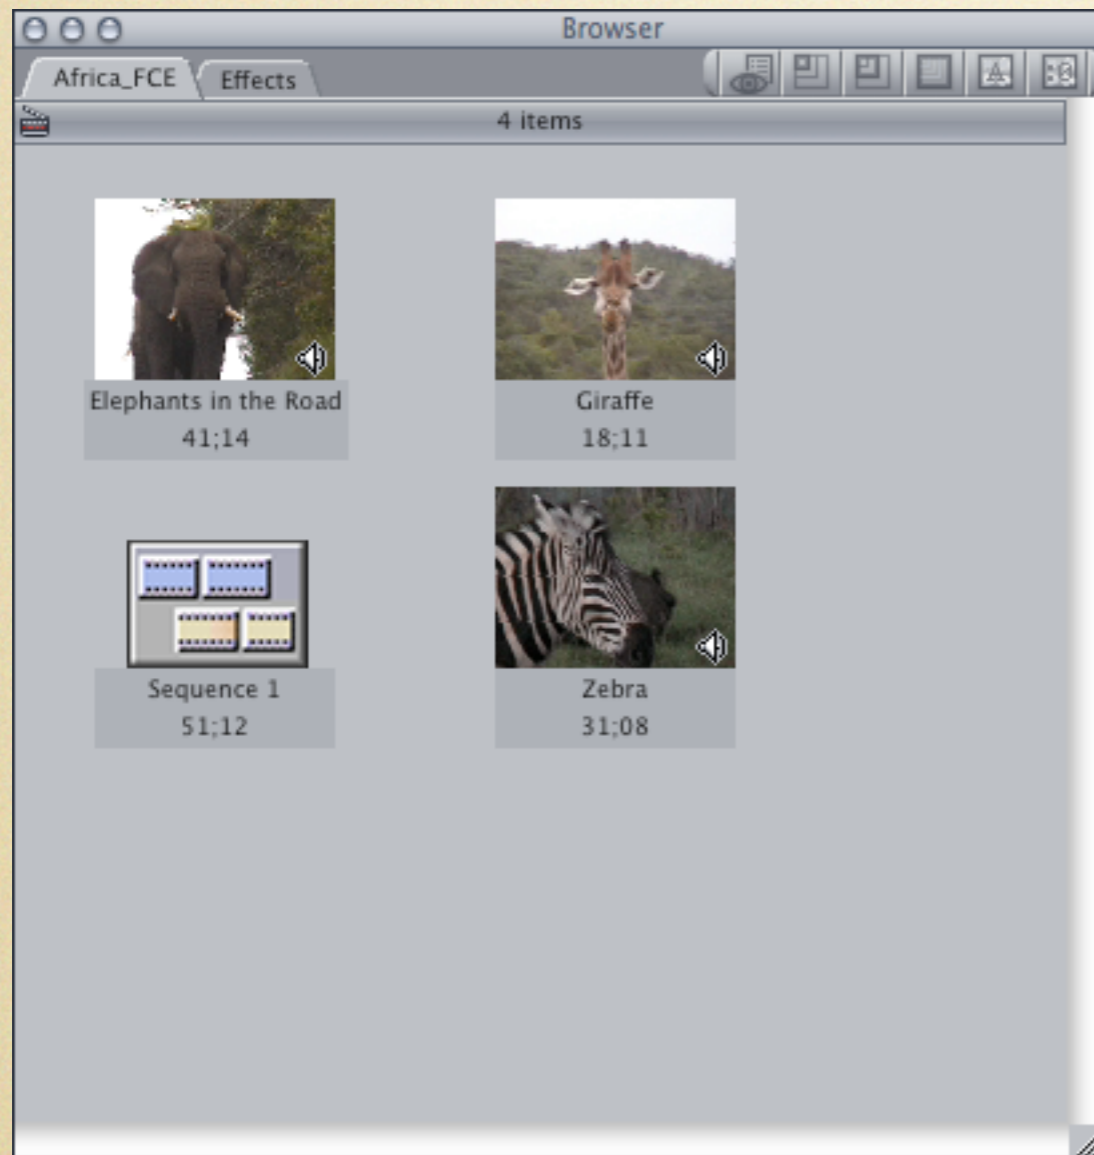 Browser
Africa_FCE
Effects
4 items
Elephants in the Road
41;14
Giraffe
18;11
Sequence 1
51;12
Zebra
31;08